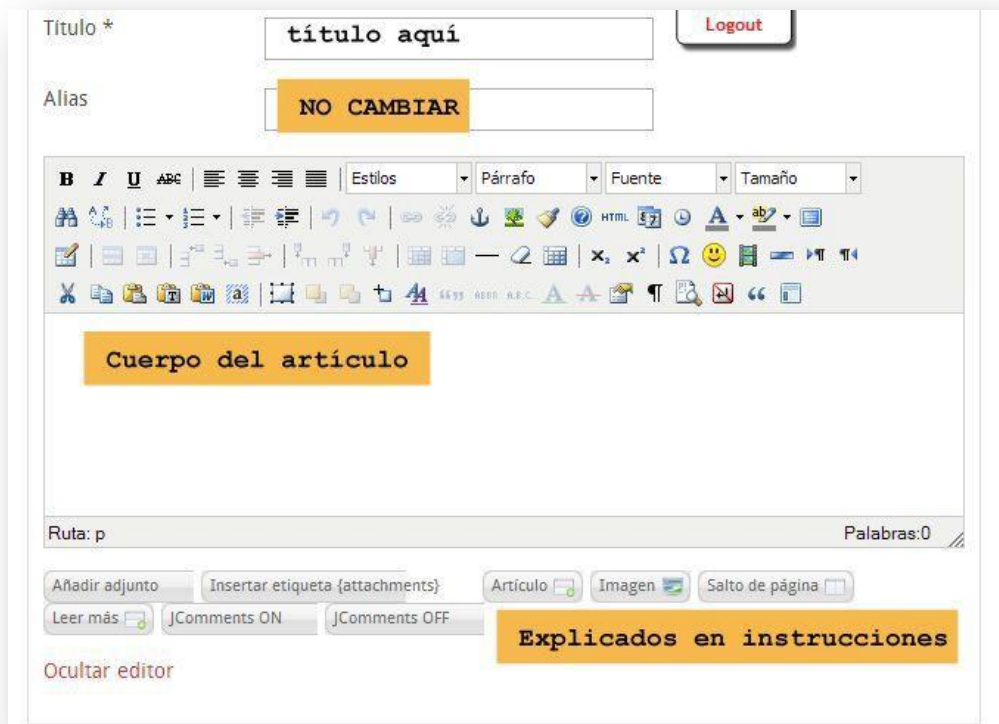 Título *
título aquí
Logout
Alias
NO CAMBIAR
B I U ABC Estilos Párrafo Fuente Tamaño
HTML
Cuerpo del artículo
Ruta: p Palabras:0
Añadir adjunto Insertar etiqueta {attachments} Artículo Imagen Salto de página
Leer más JComments ON JComments OFF
Explicados en instrucciones
Ocultar editor